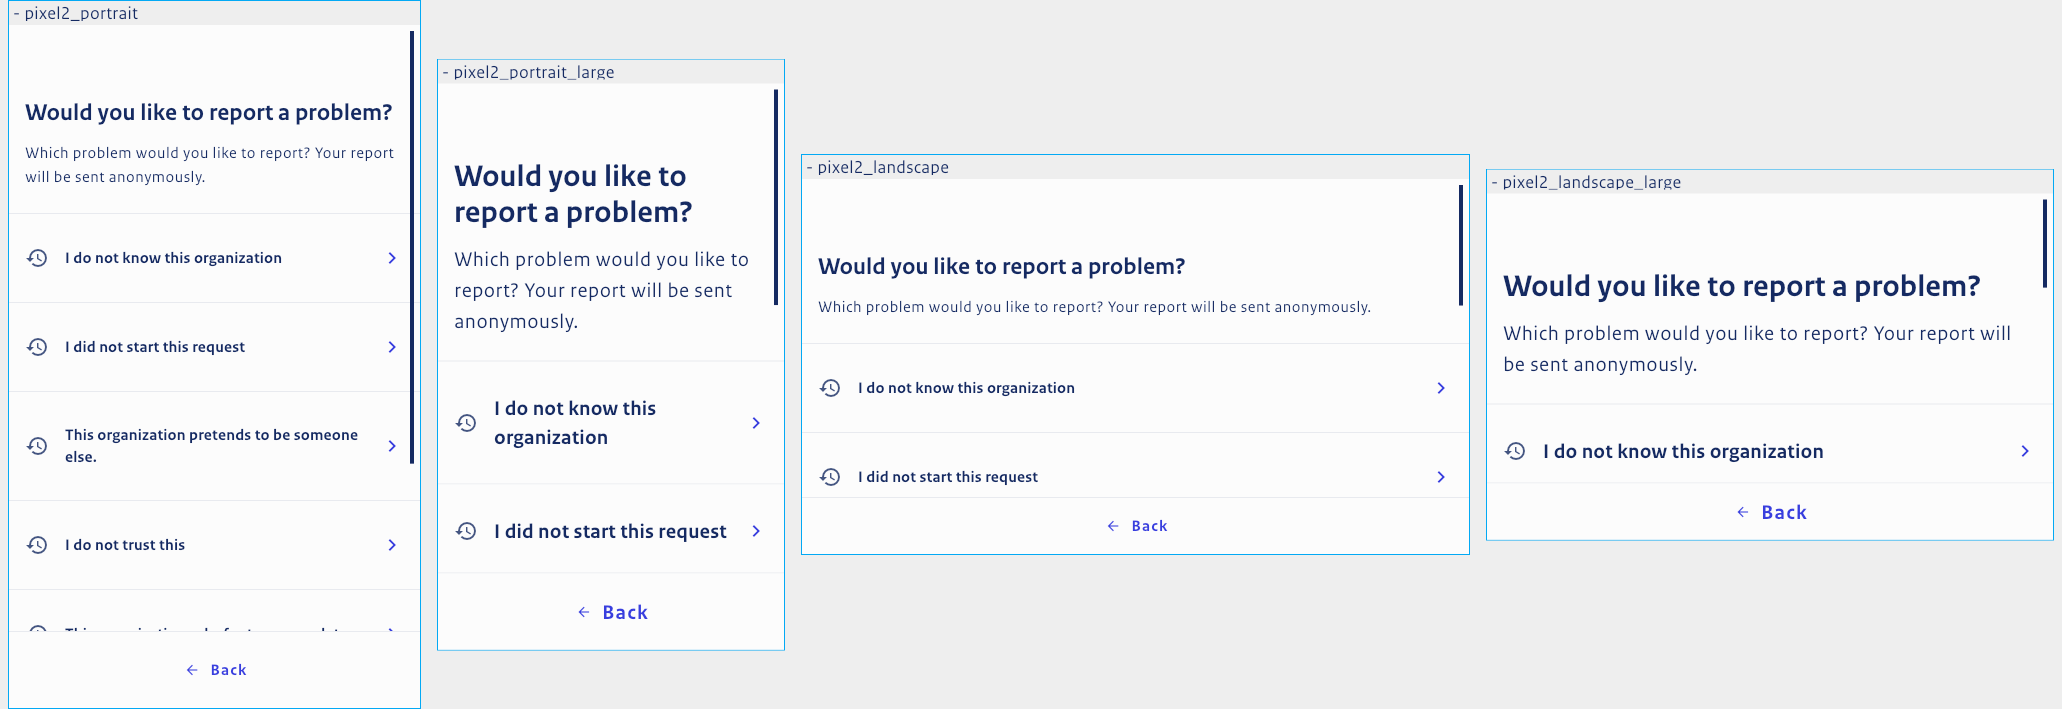 - pixel2_portrait
Would you like to report a problem?
Which problem would you like to report? Your report
will be sent anonymously.
I do not know this organization
I did not start this request
This organization pretends to be someone
else.
I do not trust this
Back
- pixel2_portrait_large
Would you like to
report a problem?
Which problem would you like to
report? Your report will be sent
anonymously.
I do not know this
organization
I did not start this request
Back
- pixel2_landscape
Would you like to report a problem?
Which problem would you like to report? Your report will be sent anonymously.
I do not know this organization
I did not start this request
Back
- pixel2_landscape_large
Would you like to report a problem?
Which problem would you like to report? Your report will
be sent anonymously.
I do not know this organization
Back